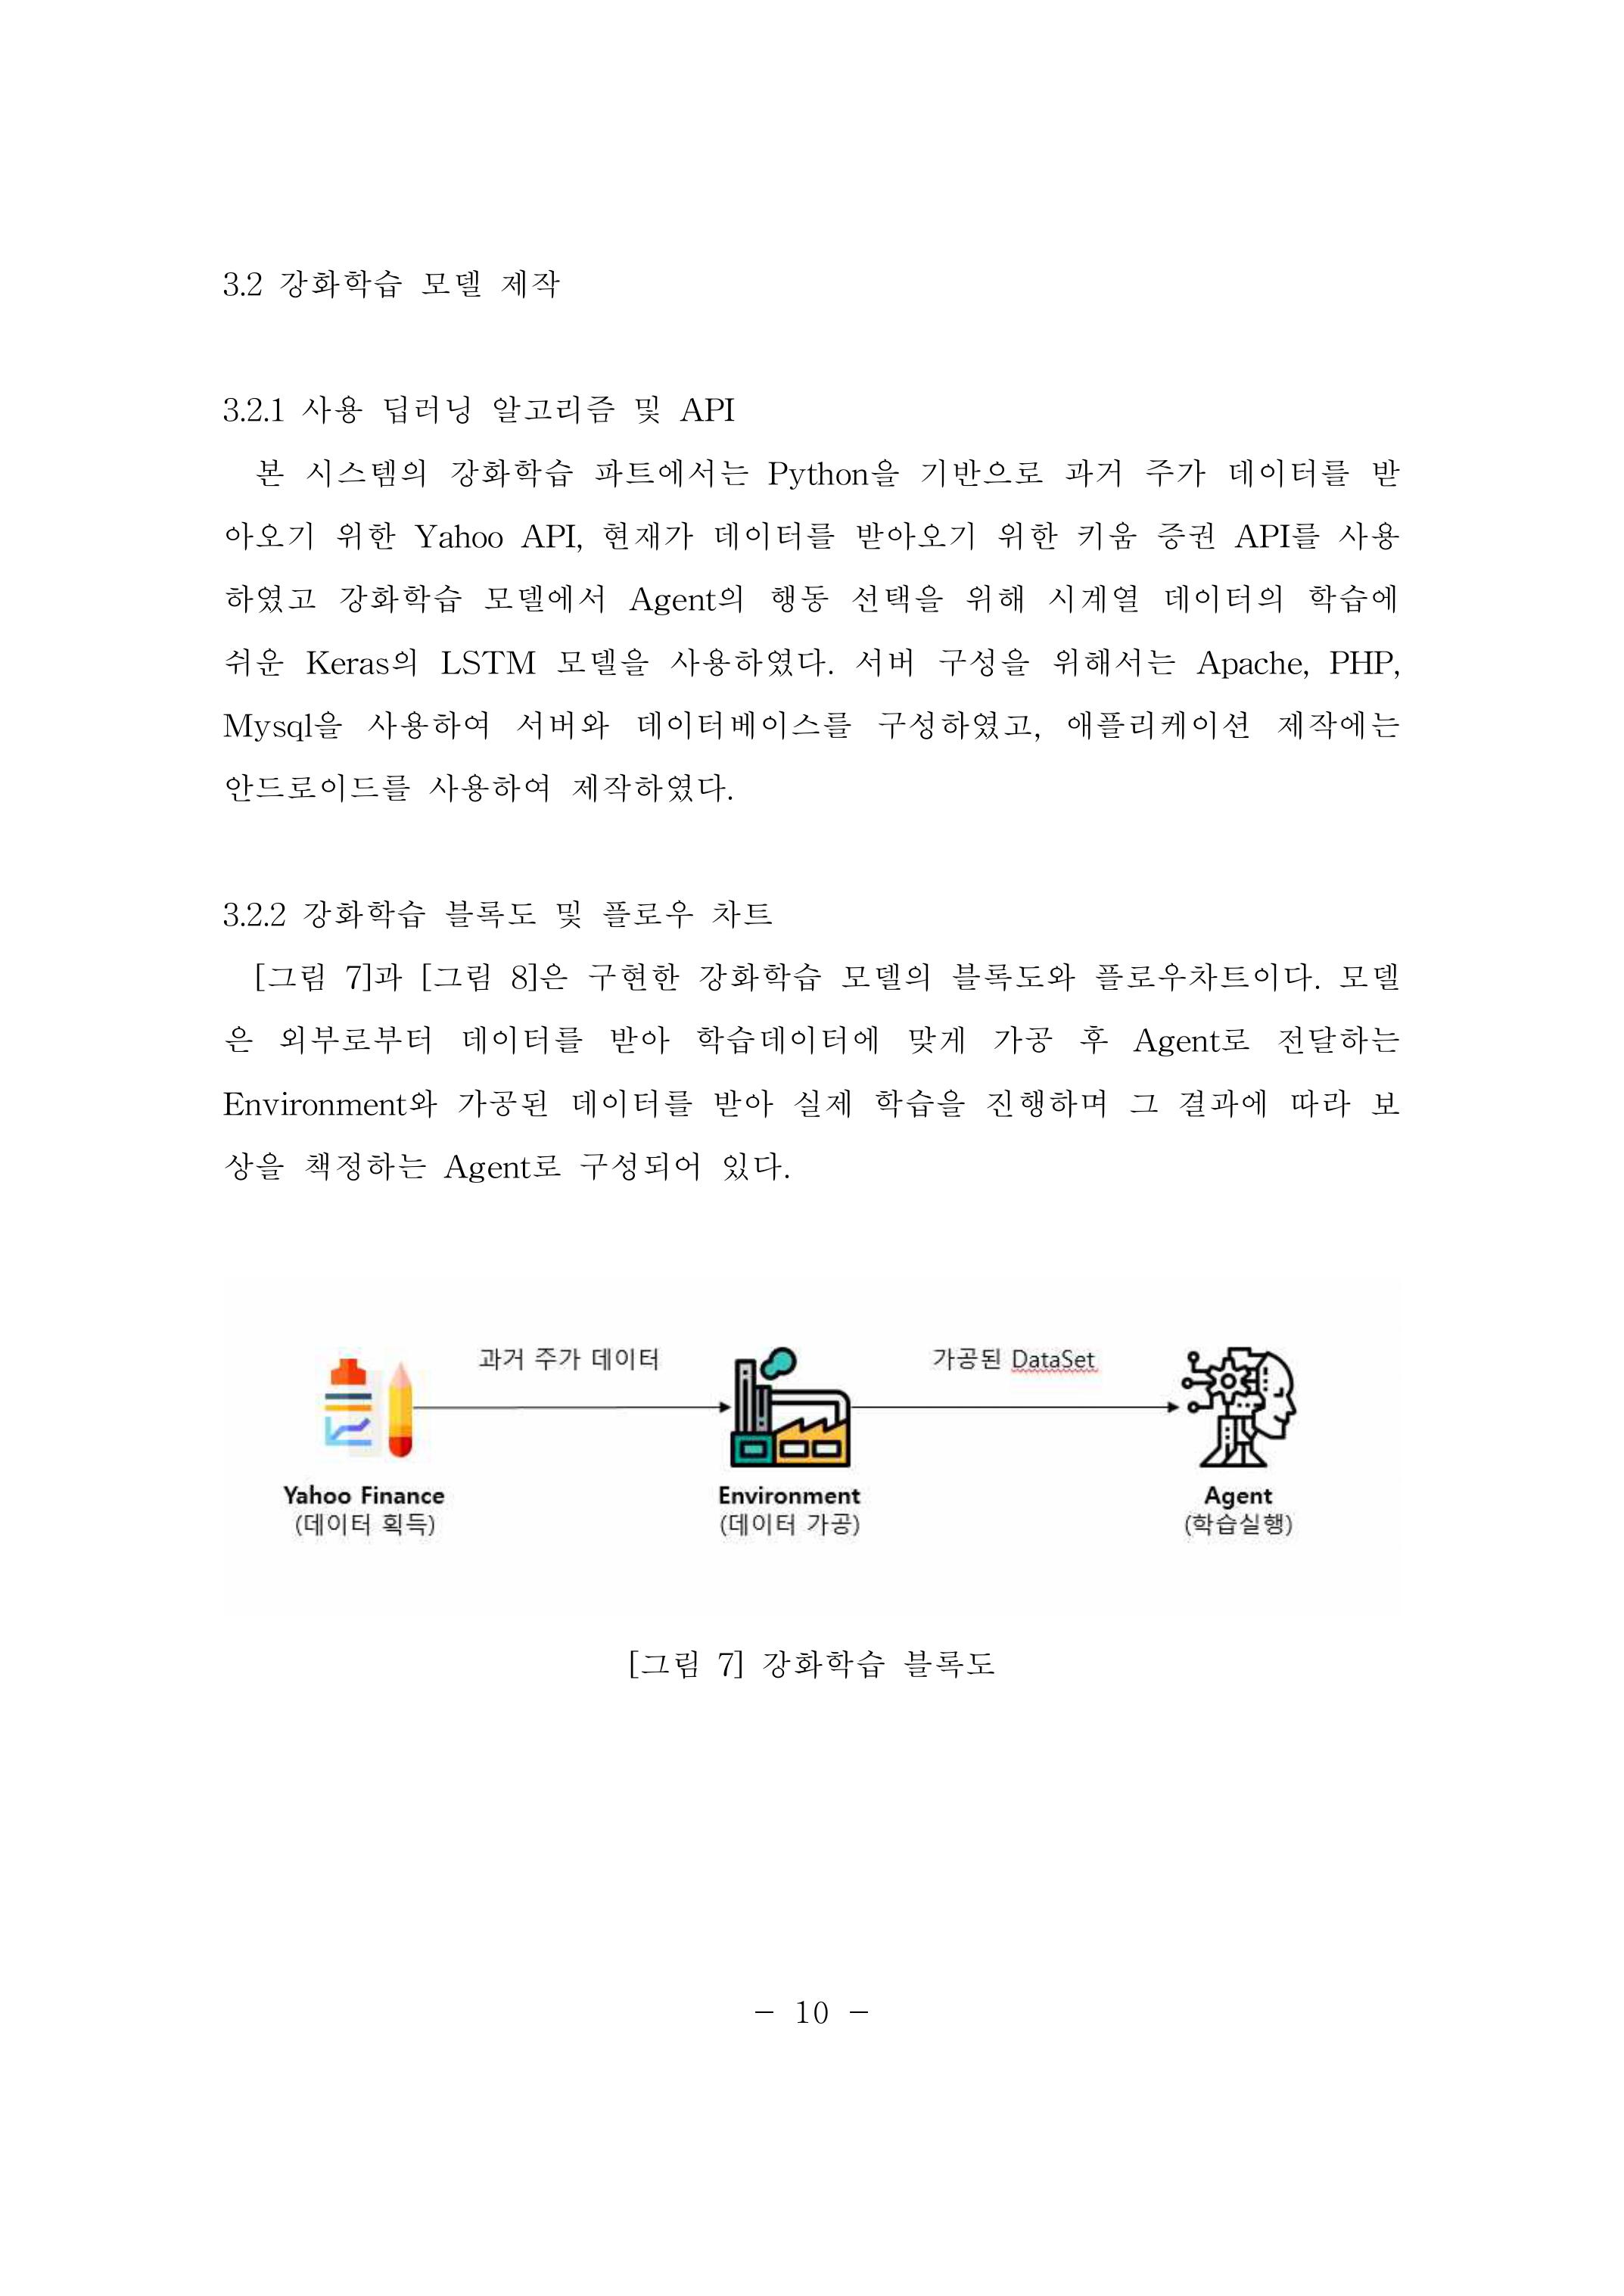 3.2 강화학습 모델 제작
3.2.1 사용 딥러닝 알고리즘 및 API
본 시스템의 강화학습 파트에서는 Python을 기반으로 과거 주가 데이터를 받
아오기 위한 Yahoo API, 현재가 데이터를 받아오기 위한 키움 증권 API를 사용
하였고 강화학습 모델에서 Agent의 행동 선택을 위해 시계열 데이터의 학습에
쉬운 Keras의 LSTM 모델을 사용하였다. 서버 구성을 위해서는 Apache, PHP,
Mysql을 사용하여 서버와 데이터베이스를 구성하였고, 애플리케이션 제작에는
안드로이드를 사용하여 제작하였다.
3.2.2 강화학습 블록도 및 플로우 차트
[그림 7]과 [그림 8]은 구현한 강화학습 모델의 블록도와 플로우차트이다. 모델
은 외부로부터 데이터를 받아 학습데이터에 맞게 가공 후 Agent로 전달하는
Environment와 가공된 데이터를 받아 실제 학습을 진행하며 그 결과에 따라 보
상을 책정하는 Agent로 구성되어 있다.
과거 주가 데이터
가공된 DataSet
Yahoo Finance
(데이터 획득)
Environment
(데이터 가공)
Agent
(학습실행)
[그림 7] 강화학습 블록도
- 10 -